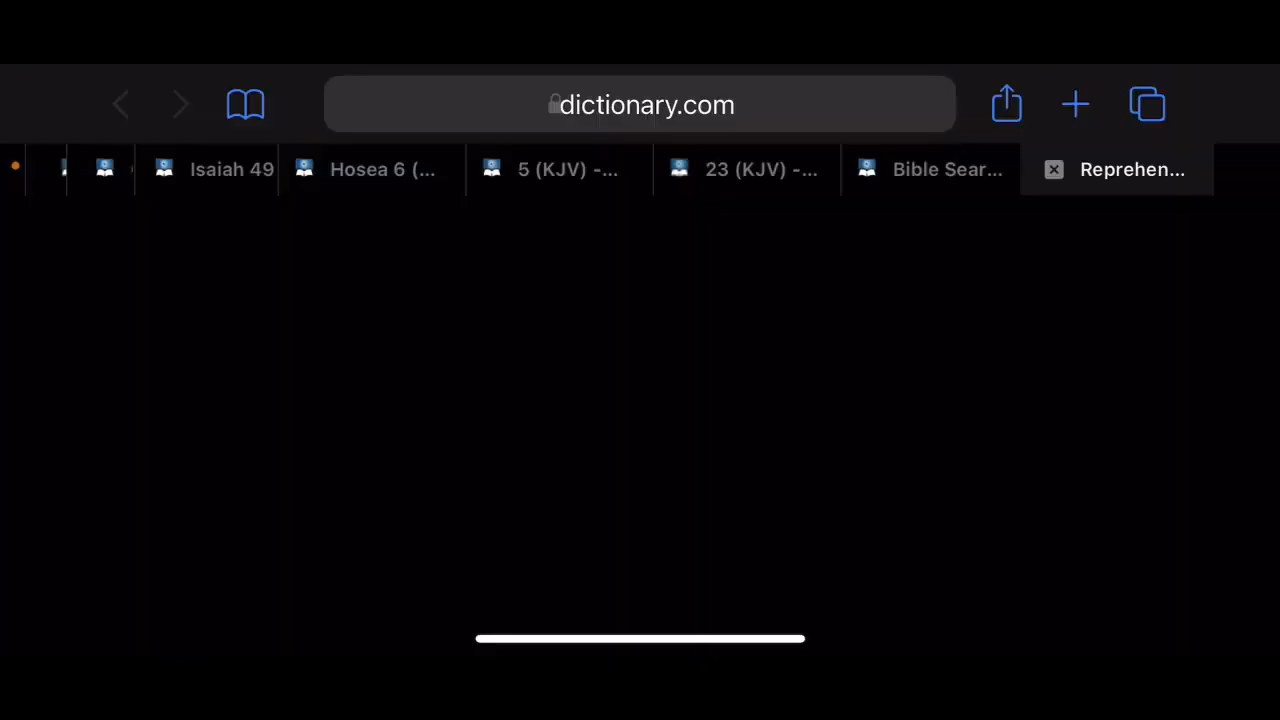 dictionary.com
Isaiah 49
Hosea 6 (...
5 (KJV) -...
23 (KJV) -...
Bible Sear...
Reprehen...